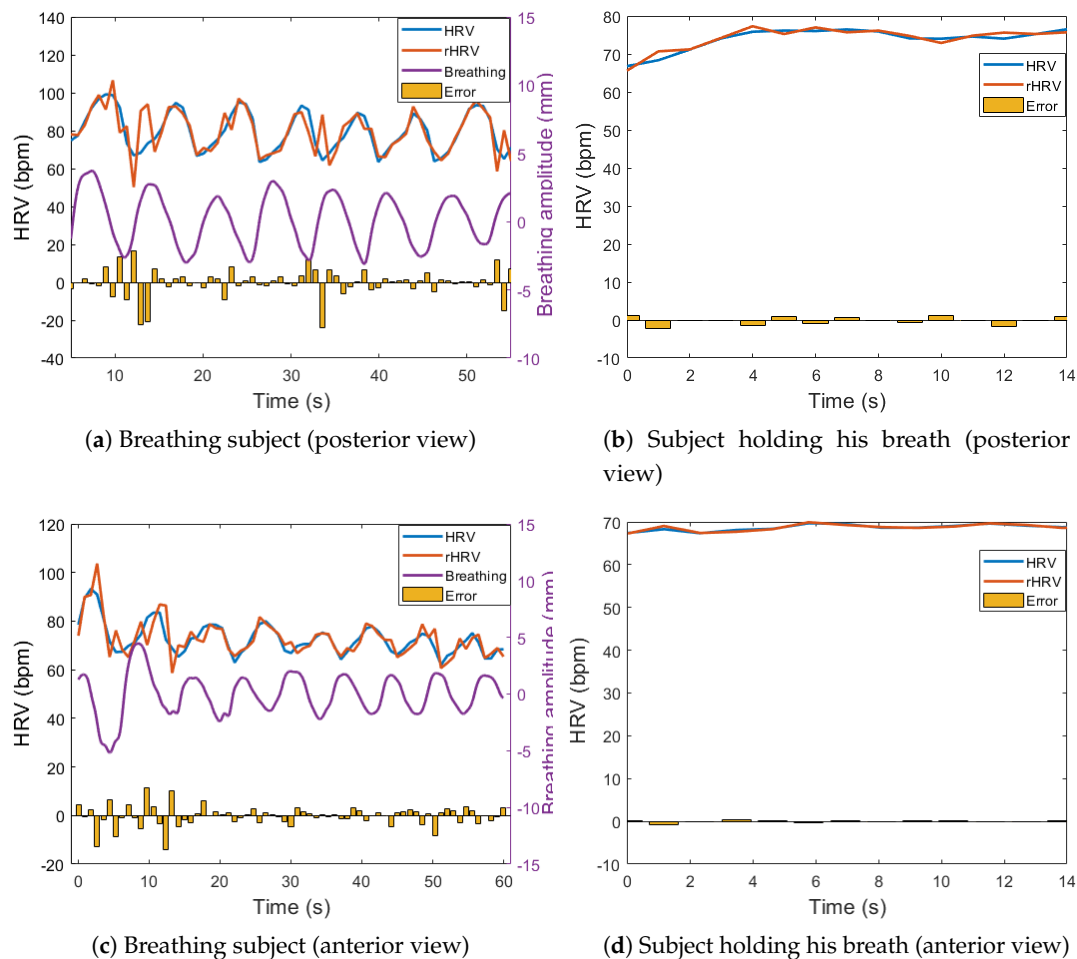 140
120
100
80
60
40
20
0
-20
-40
HRV (bpm)
15
10
5
0
-5
-10
Breathing amplitude (mm)
HRV
rHRV
Breathing
Error
10
20
30
40
50
Time (s)
(a) Breathing subject (posterior view)
80
70
60
50
40
30
20
10
0
-10
HRV (bpm)
HRV
rHRV
Error
0
2
4
6
8
10
12
14
Time (s)
(b) Subject holding his breath (posterior
view)
120
100
80
60
40
20
0
-20
HRV (bpm)
15
10
5
0
-5
-10
-15
Breathing amplitude (mm)
HRV
rHRV
Breathing
Error
0
10
20
30
40
50
60
Time (s)
(c) Breathing subject (anterior view)
70
60
50
40
30
20
10
0
-10
HRV (bpm)
HRV
rHRV
Error
0
2
4
6
8
10
12
14
Time (s)
(d) Subject holding his breath (anterior view)